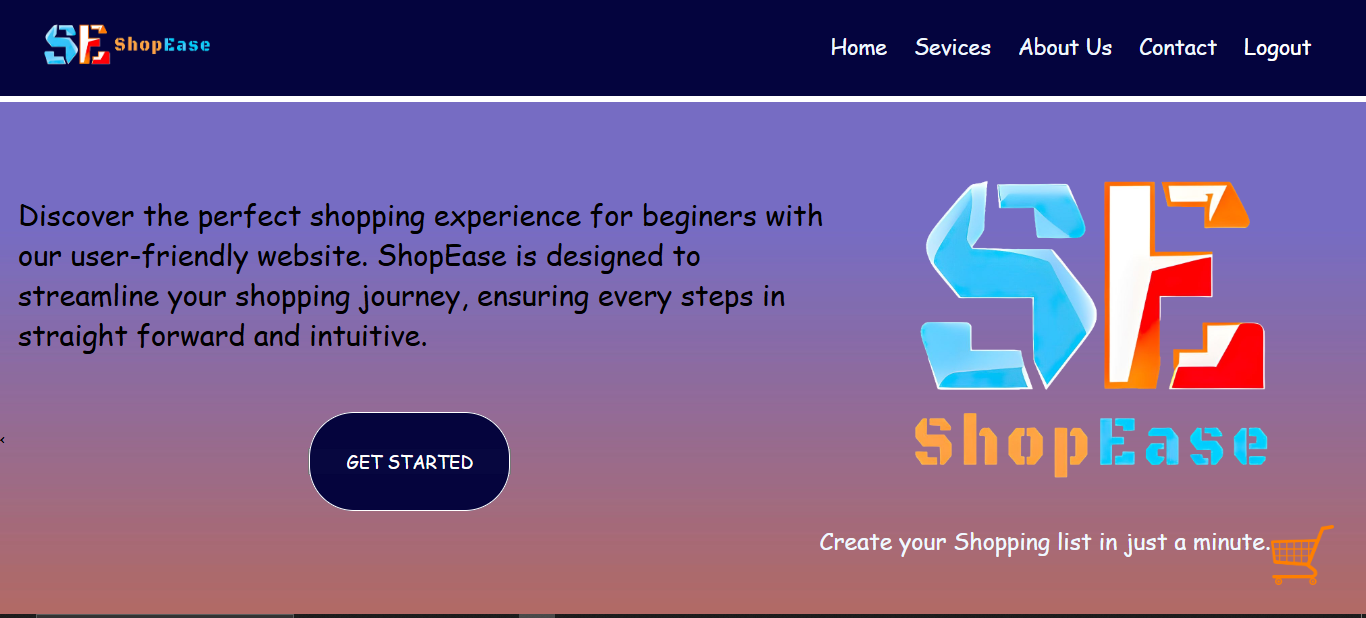 SE ShopEase
Home Sevices About Us Contact Logout
Discover the perfect shopping experience for beginers with
our user-friendly website. ShopEase is designed to
streamline your shopping journey, ensuring every steps in
straight forward and intuitive.
<
GET STARTED
SE
ShopEase
Create your Shopping list in just a minute.